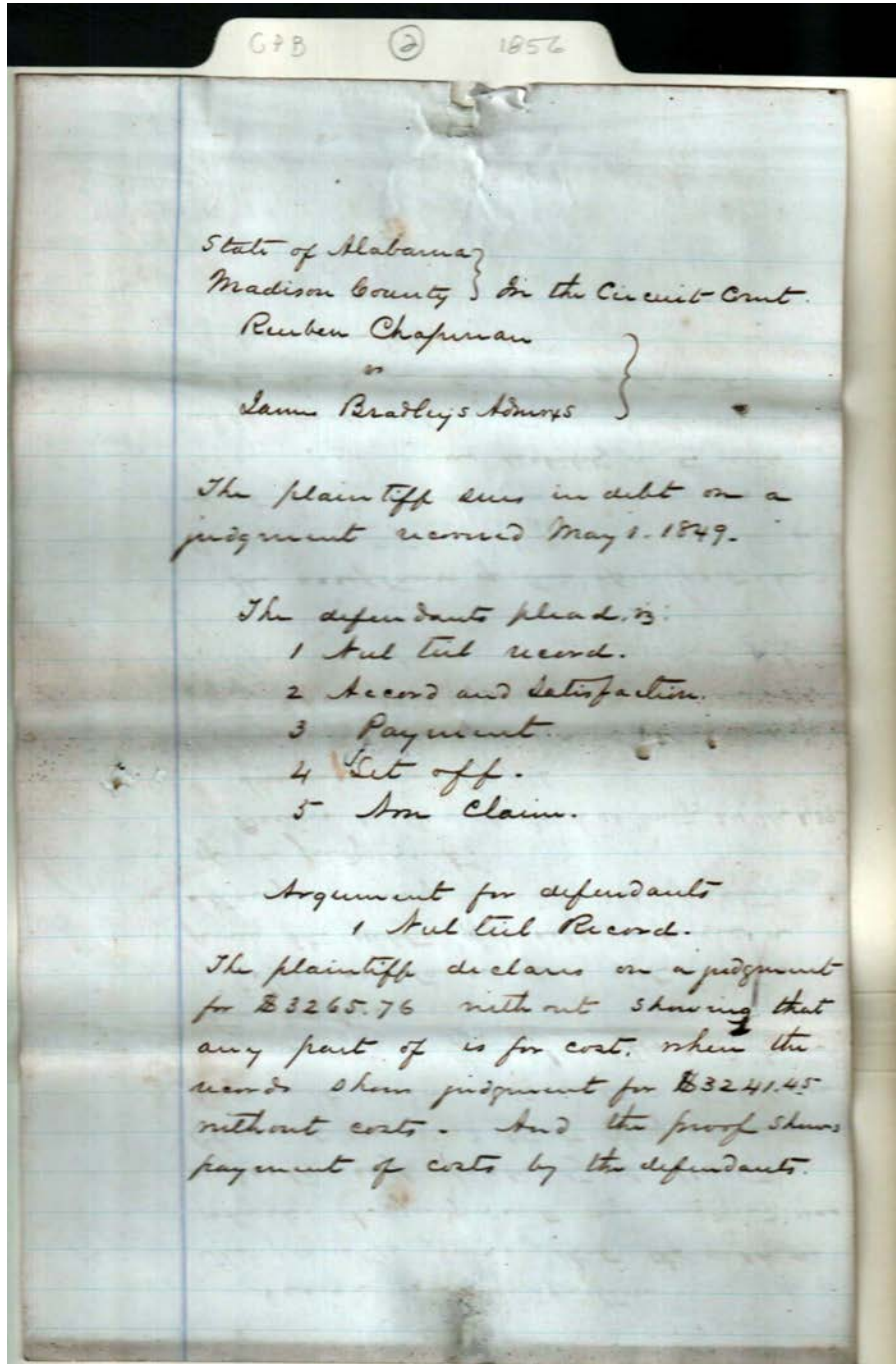 GPB 2 1856
State of Alabama }
Madison County } In the Circuit Court.
Reuben Chapman }
vs
James Bradleys Admors }
The plaintiff sues in debt on a
judgment recovered May 1. 1849.
The defendants plead.
1 Nul tiel record.
2 Accord and Satisfaction.
3 Payment.
4 Set off.
5 Non Claim.
Argument for defendants
1 Nul tiel Record.
The plaintiff declares on a judgment
for $3265.76 without showing that
any part of is for cost. when the
records show judgment for $3241.45
without costs. And the proof shows
payment of costs by the defendants.